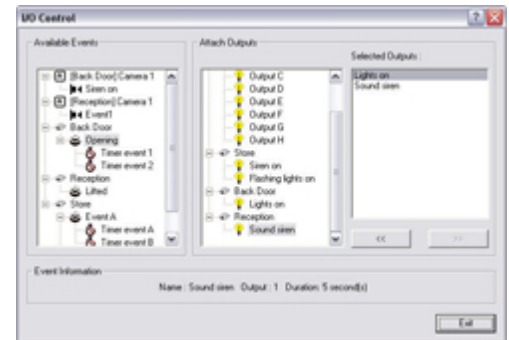 I/O Control
Available Events
[Back Door] Camera 1
Siren on
[Reception] Camera 1
Event1
Back Door
Opening
Timer event 1
Timer event 2
Reception
Lifted
Store
Event A
Timer event A
Timer event B
Attach Outputs
Output C
Output D
Output E
Output F
Output G
Output H
Store
Siren on
Flashing lights on
Back Door
Lights on
Reception
Sound siren
Selected Outputs :
Lights on
Sound siren
<<
>>
Event Information
Name : Sound siren Output : 1 Duration: 5 second(s)
Exit